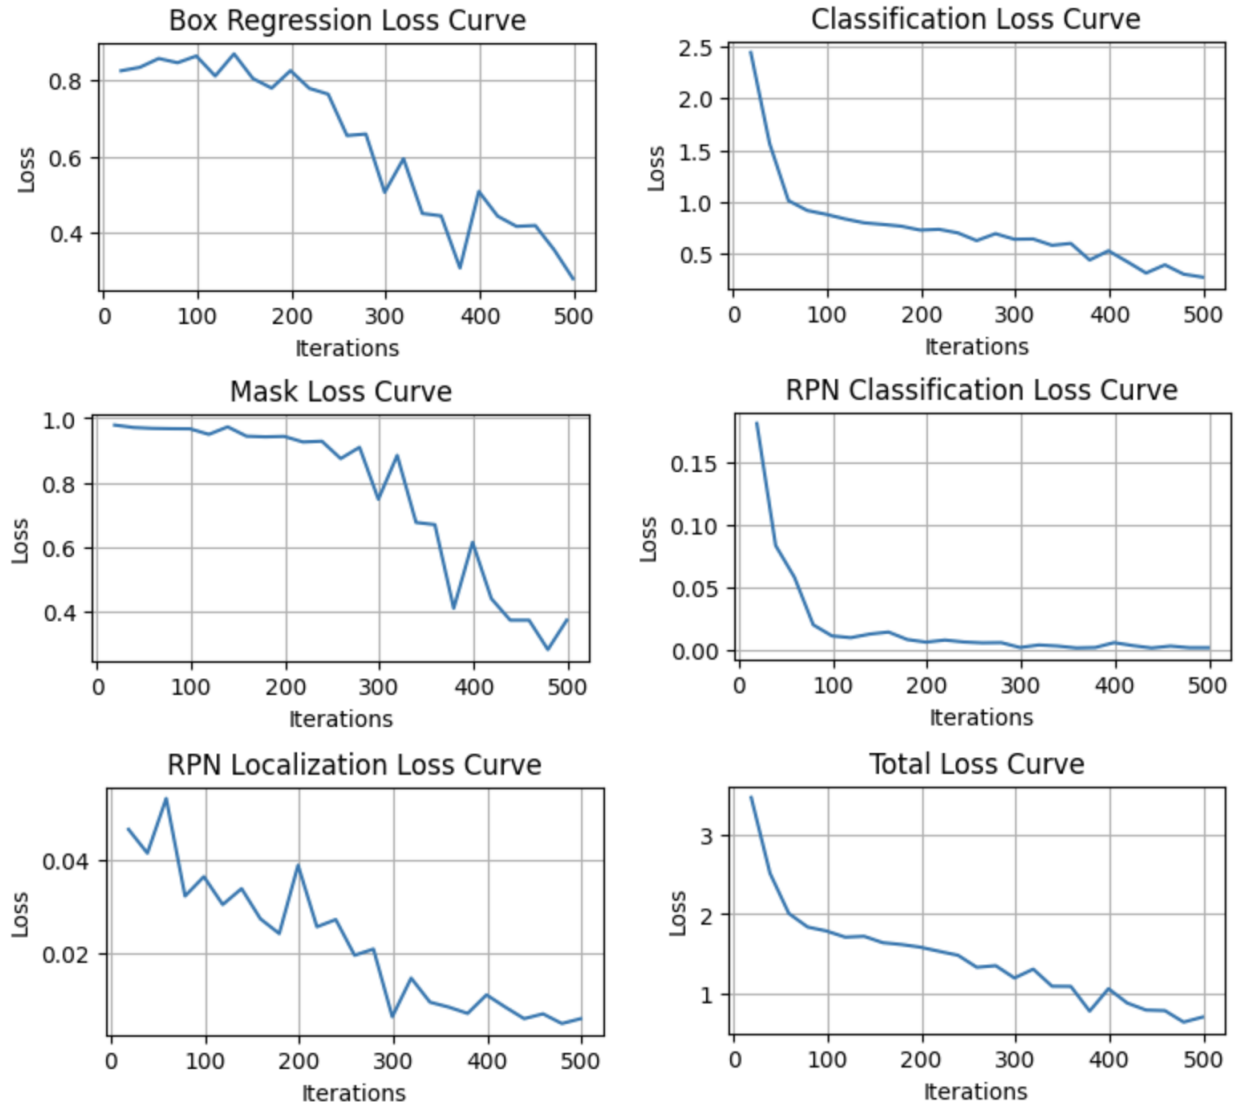 Box Regression Loss Curve
0.8
0.6
0.4
Loss
0 100 200 300 400 500
Iterations
Classification Loss Curve
2.5
2.0
1.5
1.0
0.5
Loss
0 100 200 300 400 500
Iterations
Mask Loss Curve
1.0
0.8
0.6
0.4
Loss
0 100 200 300 400 500
Iterations
RPN Classification Loss Curve
0.15
0.10
0.05
0.00
Loss
0 100 200 300 400 500
Iterations
RPN Localization Loss Curve
0.04
0.02
Loss
0 100 200 300 400 500
Iterations
Total Loss Curve
3
2
1
Loss
0 100 200 300 400 500
Iterations